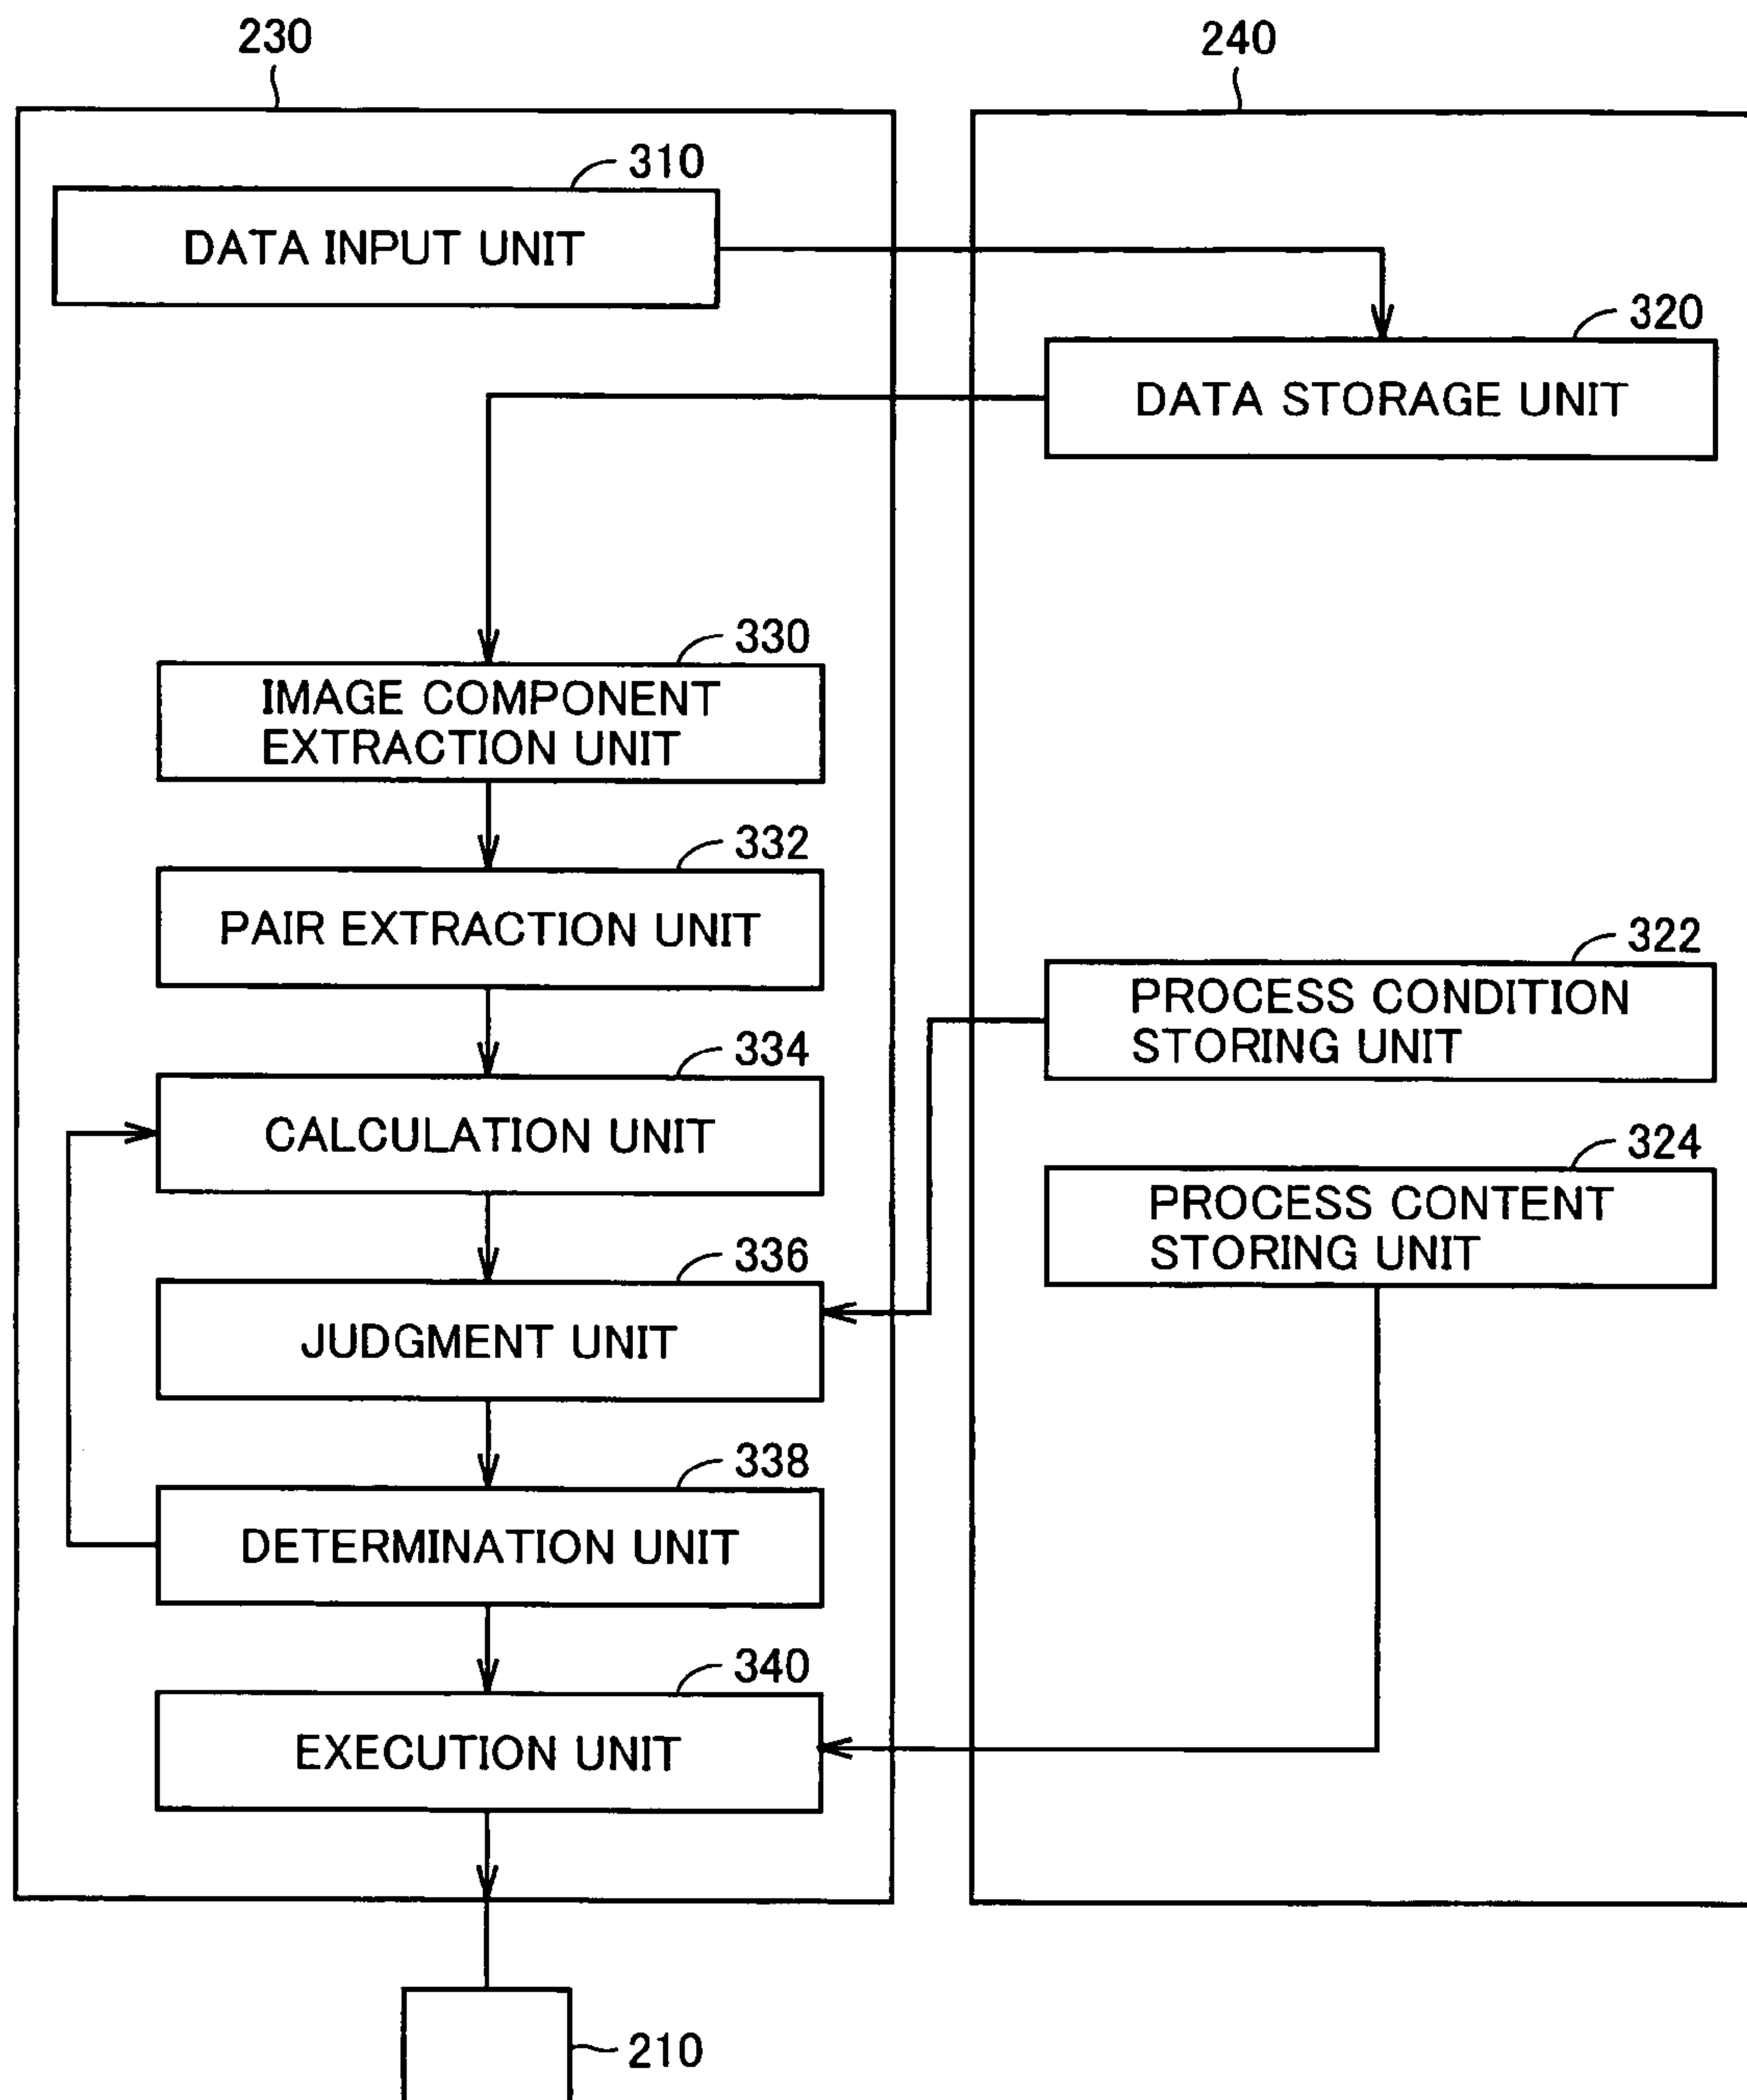 230
240
310
DATA INPUT UNIT
320
DATA STORAGE UNIT
330
IMAGE COMPONENT
EXTRACTION UNIT
332
PAIR EXTRACTION UNIT
322
PROCESS CONDITION
STORING UNIT
334
CALCULATION UNIT
324
PROCESS CONTENT
STORING UNIT
336
JUDGMENT UNIT
338
DETERMINATION UNIT
340
EXECUTION UNIT
210